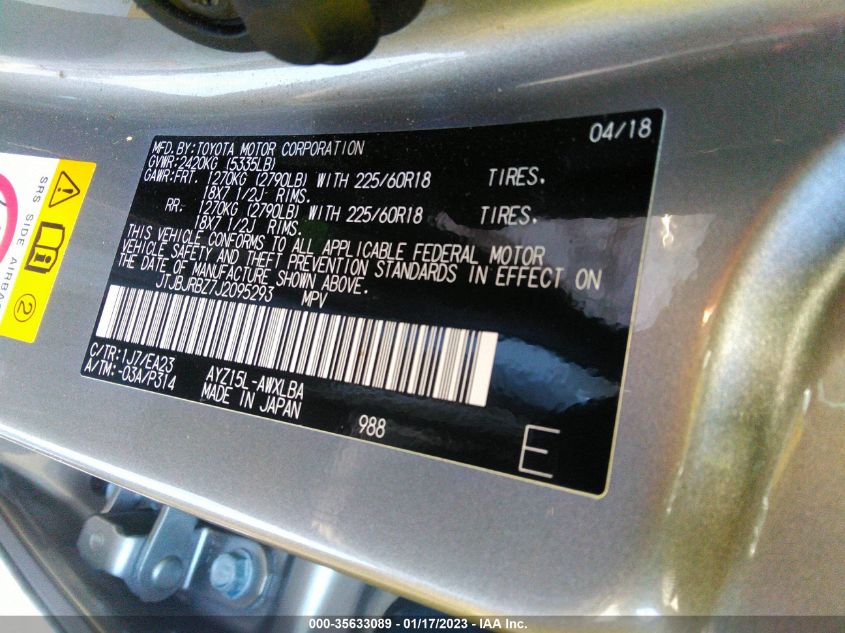 04/18
MFD. BY: TOYOTA MOTOR CORPORATION
GVWR: 2420KG (5335LB)
GAWR: FRT. 1270KG (2790LB) WITH 225/60R18 TIRES.
18X7 1/2J RIMS.
RR. 1270KG (2790LB) WITH 225/60R18 TIRES.
18X7 1/2J RIMS.
THIS VEHICLE CONFORMS TO ALL APPLICABLE FEDERAL MOTOR
VEHICLE SAFETY AND THEFT PREVENTION STANDARDS IN EFFECT ON
THE DATE OF MANUFACTURE SHOWN ABOVE.
JTJBJRBZ7J2095293 MPV
C/TR: 1J7/EA23 AYZ15L-AWXLBA
A/TM: -03A/P314 MADE IN JAPAN
988
E
SRS SIDE AIRBAG
2
000-35633089 - 01/17/2023 - IAA Inc.